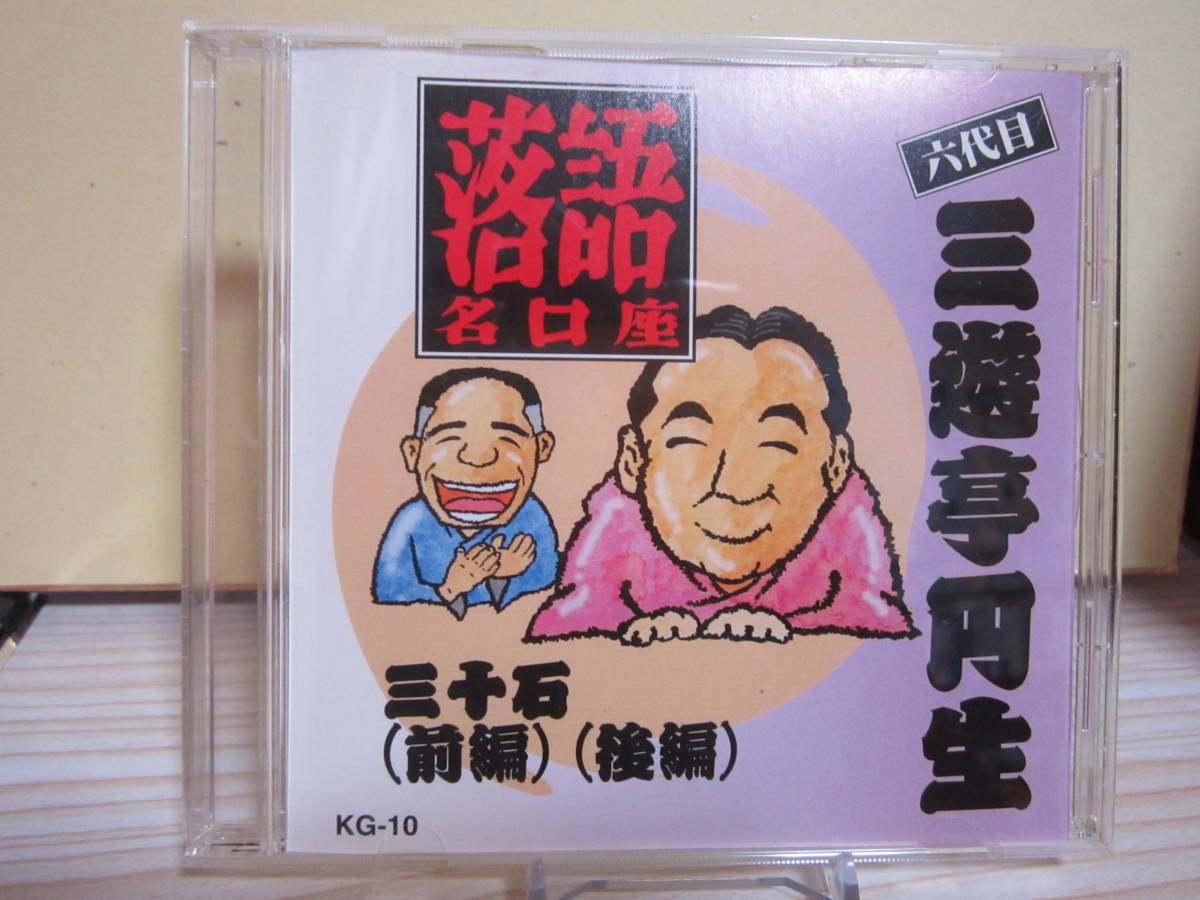 落語
名口座
六代目
三遊亭円生
三十石
(前編)(後編)
KG-10